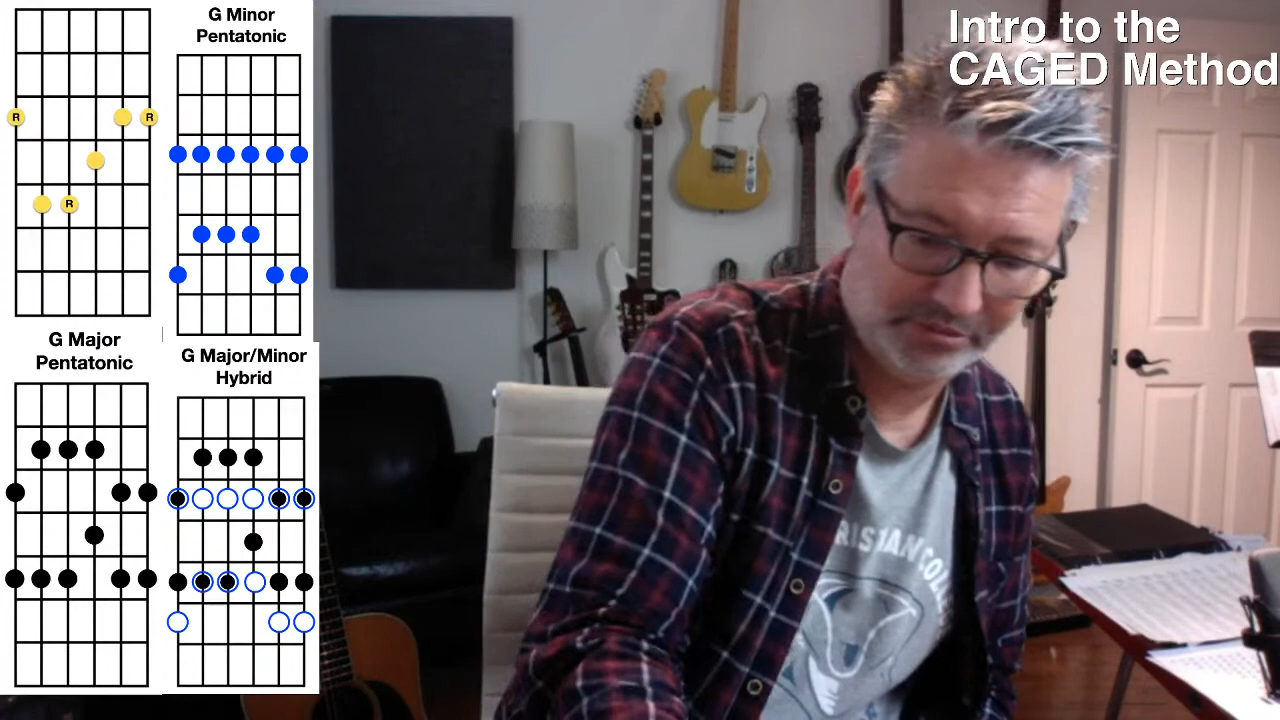 Intro to the
CAGED Method
R
R
R
G Minor
Pentatonic
G Major
Pentatonic
G Major/Minor
Hybrid